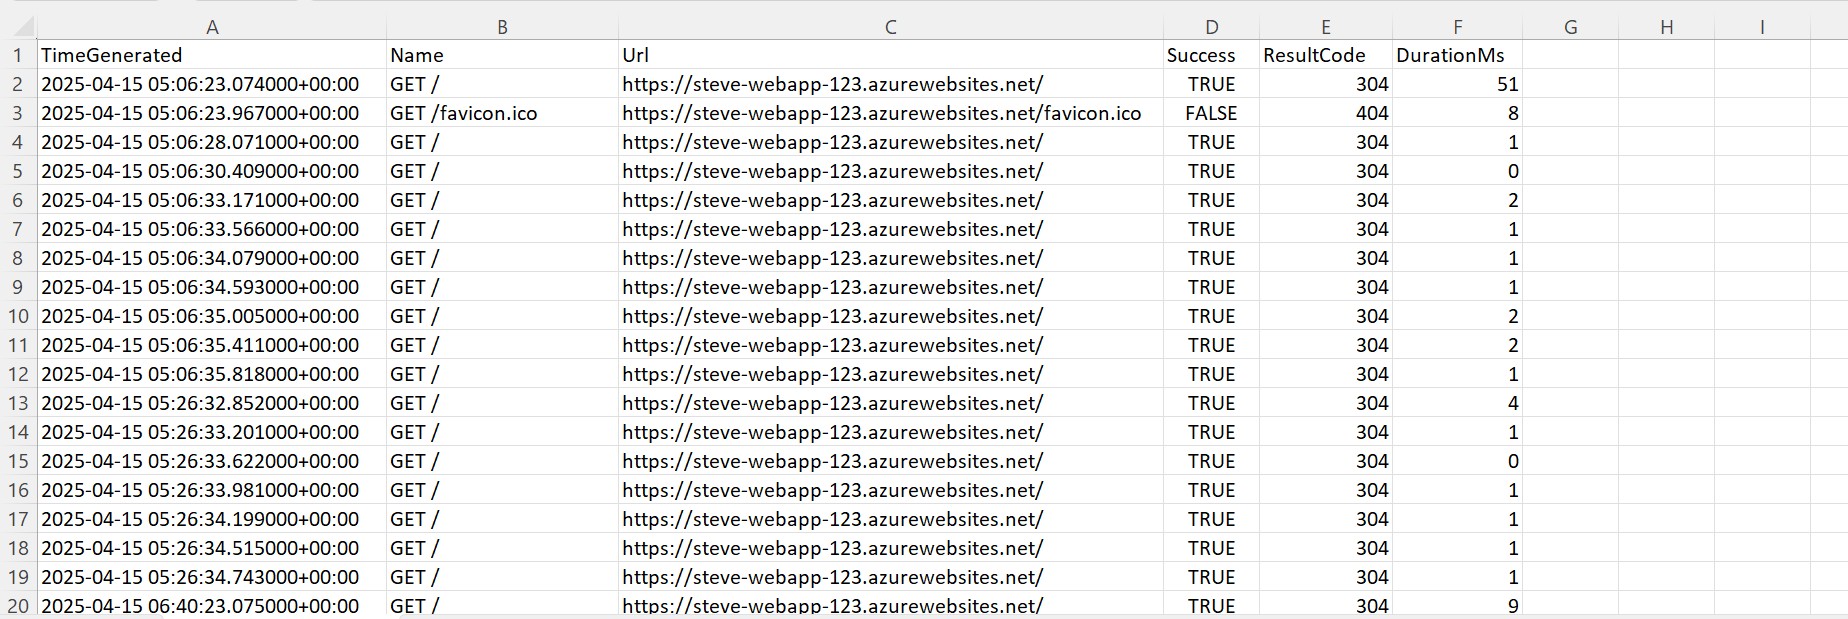 A B C D E F G H I
1 TimeGenerated Name Url Success ResultCode DurationMs
2 2025-04-15 05:06:23.074000+00:00 GET / https://steve-webapp-123.azurewebsites.net/ TRUE 304 51
3 2025-04-15 05:06:23.967000+00:00 GET /favicon.ico https://steve-webapp-123.azurewebsites.net/favicon.ico FALSE 404 8
4 2025-04-15 05:06:28.071000+00:00 GET / https://steve-webapp-123.azurewebsites.net/ TRUE 304 1
5 2025-04-15 05:06:30.409000+00:00 GET / https://steve-webapp-123.azurewebsites.net/ TRUE 304 0
6 2025-04-15 05:06:33.171000+00:00 GET / https://steve-webapp-123.azurewebsites.net/ TRUE 304 2
7 2025-04-15 05:06:33.566000+00:00 GET / https://steve-webapp-123.azurewebsites.net/ TRUE 304 1
8 2025-04-15 05:06:34.079000+00:00 GET / https://steve-webapp-123.azurewebsites.net/ TRUE 304 1
9 2025-04-15 05:06:34.593000+00:00 GET / https://steve-webapp-123.azurewebsites.net/ TRUE 304 1
10 2025-04-15 05:06:35.005000+00:00 GET / https://steve-webapp-123.azurewebsites.net/ TRUE 304 2
11 2025-04-15 05:06:35.411000+00:00 GET / https://steve-webapp-123.azurewebsites.net/ TRUE 304 2
12 2025-04-15 05:06:35.818000+00:00 GET / https://steve-webapp-123.azurewebsites.net/ TRUE 304 1
13 2025-04-15 05:26:32.852000+00:00 GET / https://steve-webapp-123.azurewebsites.net/ TRUE 304 4
14 2025-04-15 05:26:33.201000+00:00 GET / https://steve-webapp-123.azurewebsites.net/ TRUE 304 1
15 2025-04-15 05:26:33.622000+00:00 GET / https://steve-webapp-123.azurewebsites.net/ TRUE 304 0
16 2025-04-15 05:26:33.981000+00:00 GET / https://steve-webapp-123.azurewebsites.net/ TRUE 304 1
17 2025-04-15 05:26:34.199000+00:00 GET / https://steve-webapp-123.azurewebsites.net/ TRUE 304 1
18 2025-04-15 05:26:34.515000+00:00 GET / https://steve-webapp-123.azurewebsites.net/ TRUE 304 1
19 2025-04-15 05:26:34.743000+00:00 GET / https://steve-webapp-123.azurewebsites.net/ TRUE 304 1
20 2025-04-15 06:40:23.075000+00:00 GET / https://steve-webapp-123.azurewebsites.net/ TRUE 304 9